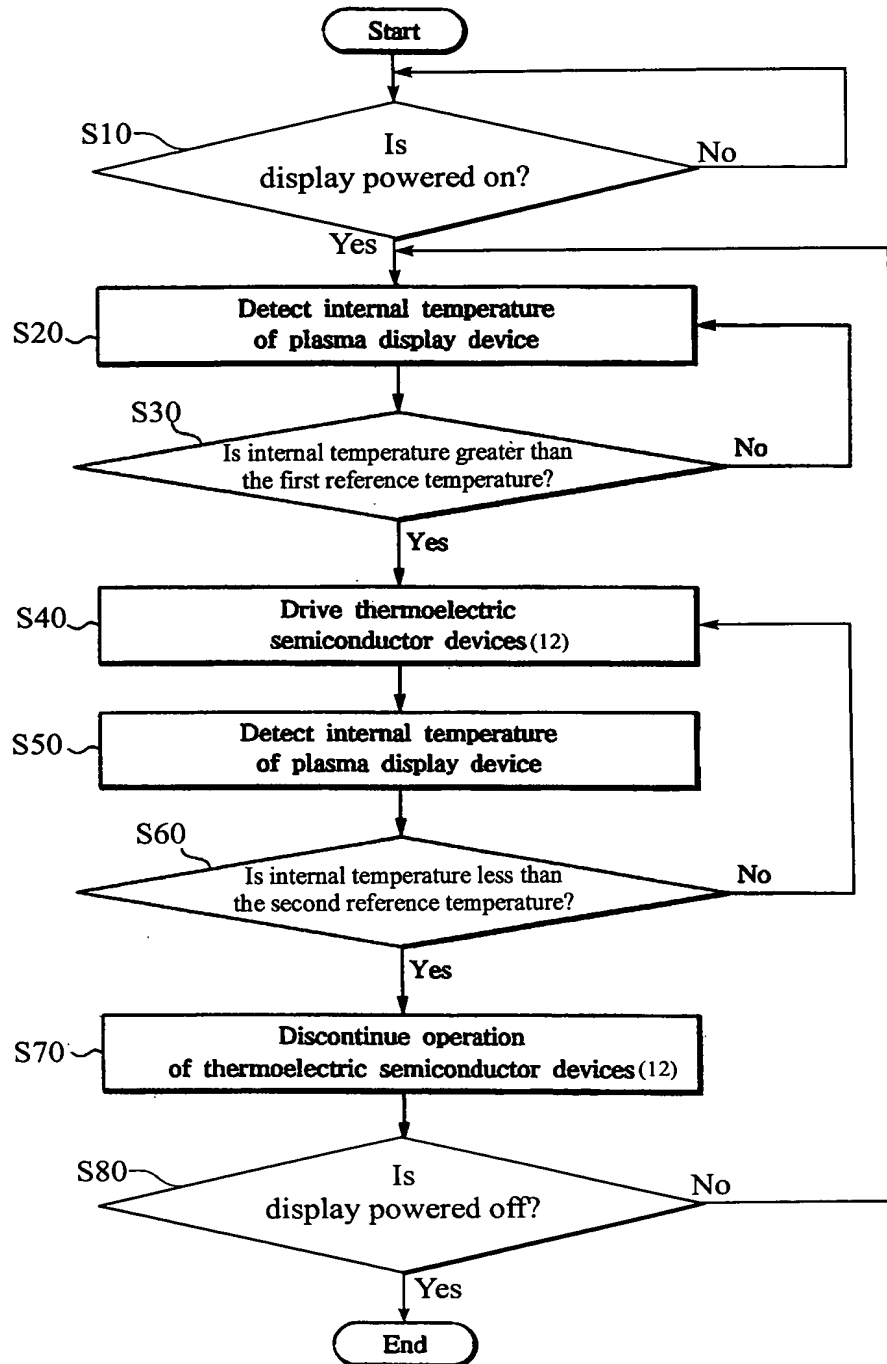 Start
S10
Is
display powered on?
No
Yes
S20
Detect internal temperature
of plasma display device
S30
Is internal temperature greater than
the first reference temperature?
No
Yes
S40
Drive thermoelectric
semiconductor devices (12)
S50
Detect internal temperature
of plasma display device
S60
Is internal temperature less than
the second reference temperature?
No
Yes
S70
Discontinue operation
of thermoelectric semiconductor devices (12)
S80
Is
display powered off?
No
Yes
End